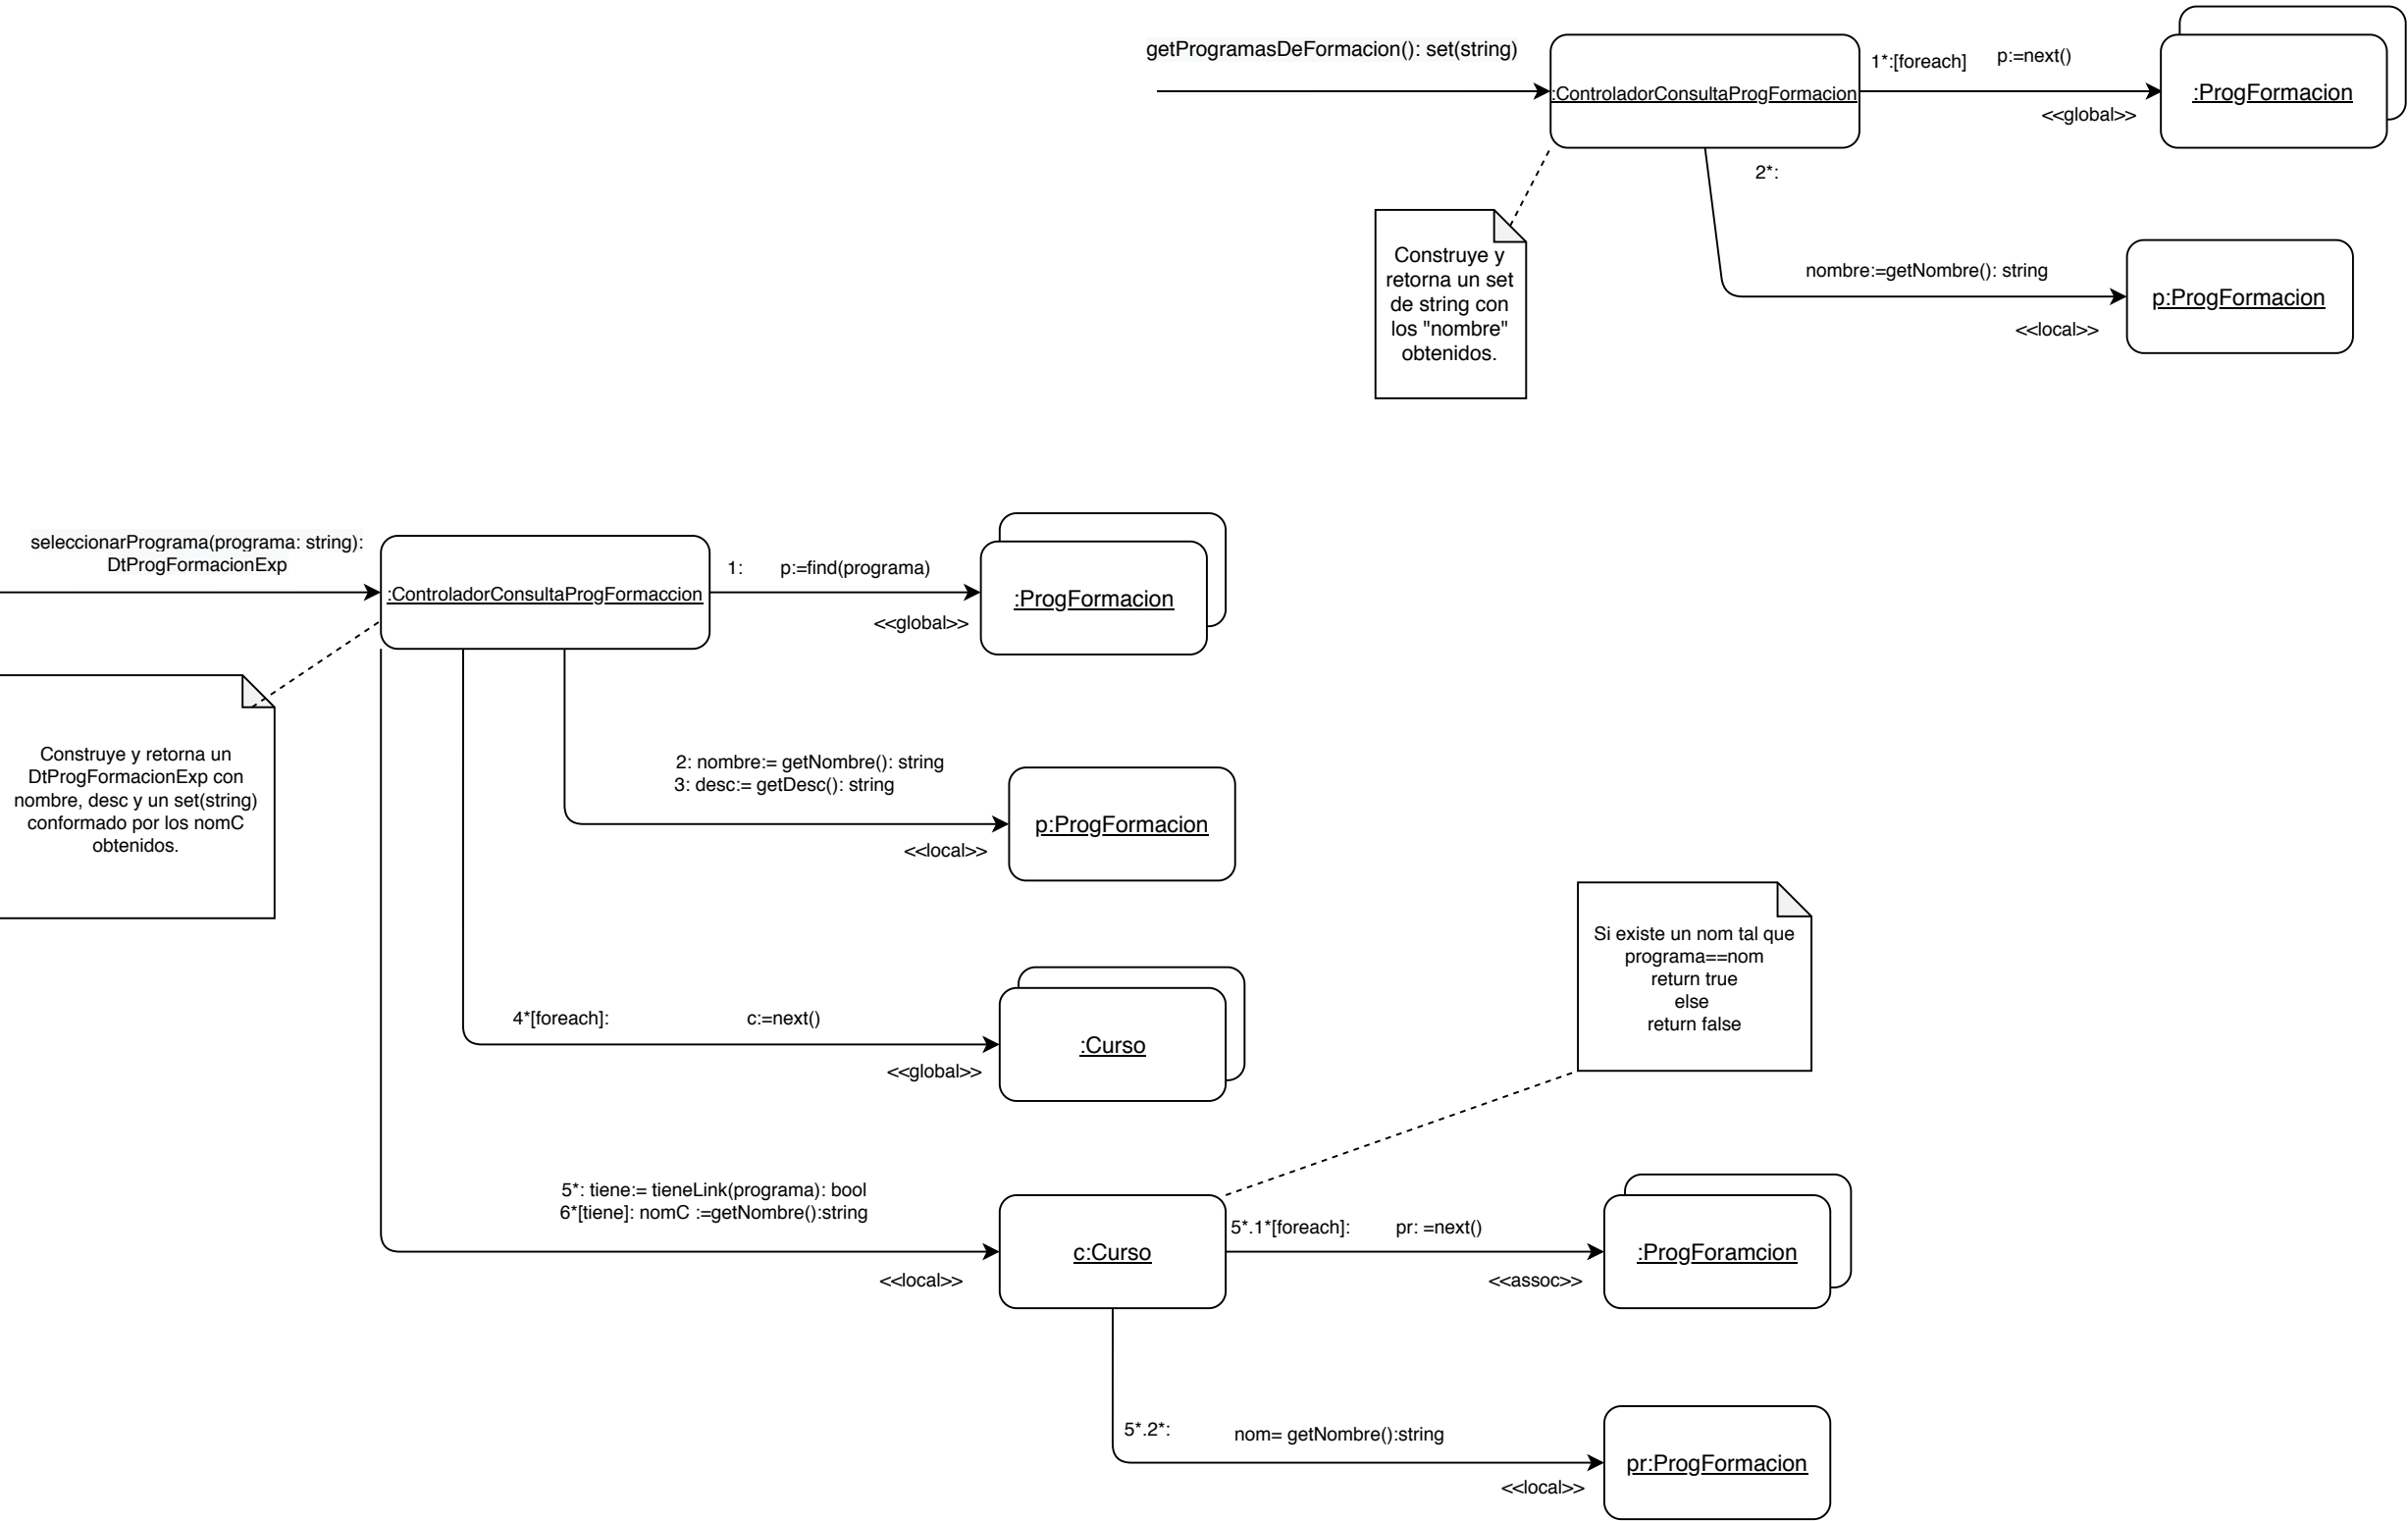 getProgramasDeFormacion(): set(string)
:ControladorConsultaProgFormacion
1*:[foreach]
p:=next()
<<global>>
:ProgFormacion
2*:
nombre:=getNombre(): string
<<local>>
p:ProgFormacion
Construye y
retorna un set
de string con
los "nombre"
obtenidos.
seleccionarPrograma(programa: string):
DtProgFormacionExp
:ControladorConsultaProgFormaccion
1:
p:=find(programa)
<<global>>
:ProgFormacion
Construye y retorna un
DtProgFormacionExp con
nombre, desc y un set(string)
conformado por los nomC
obtenidos.
2: nombre:= getNombre(): string
3: desc:= getDesc(): string
<<local>>
p:ProgFormacion
4*[foreach]:
c:=next()
<<global>>
:Curso
Si existe un nom tal que
programa==nom
return true
else
return false
5*: tiene:= tieneLink(programa): bool
6*[tiene]: nomC :=getNombre():string
<<local>>
c:Curso
5*.1*[foreach]:
pr: =next()
<<assoc>>
:ProgForamcion
5*.2*:
nom= getNombre():string
<<local>>
pr:ProgFormacion